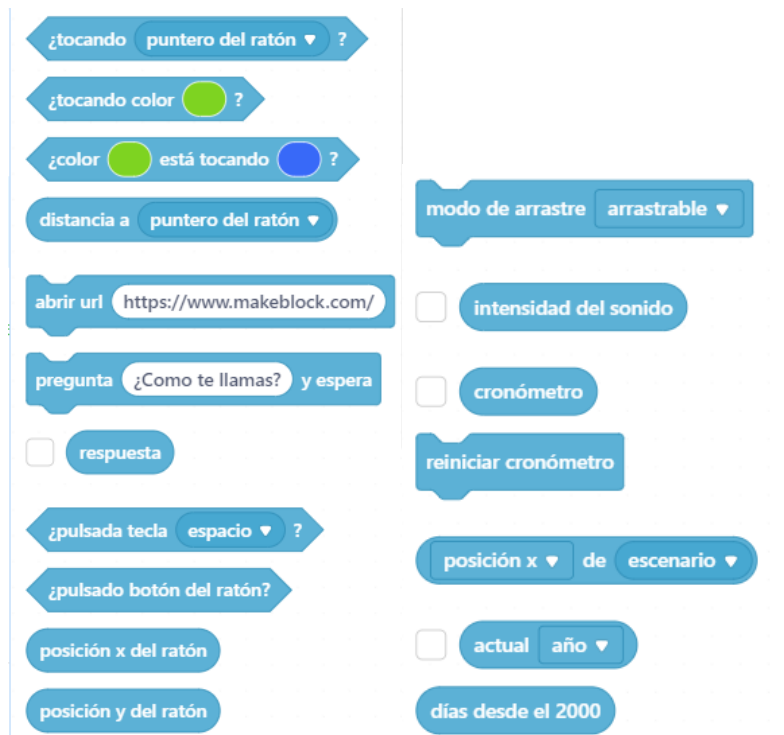 ¿tocando puntero del ratón ?
¿tocando color ?
¿color está tocando ?
distancia a puntero del ratón
abrir url https://www.makeblock.com/
pregunta ¿Como te llamas? y espera
respuesta
¿pulsada tecla espacio ?
¿pulsado botón del ratón?
posición x del ratón
posición y del ratón
modo de arrastre arrastrable
intensidad del sonido
cronómetro
reiniciar cronómetro
posición x de escenario
actual año
días desde el 2000